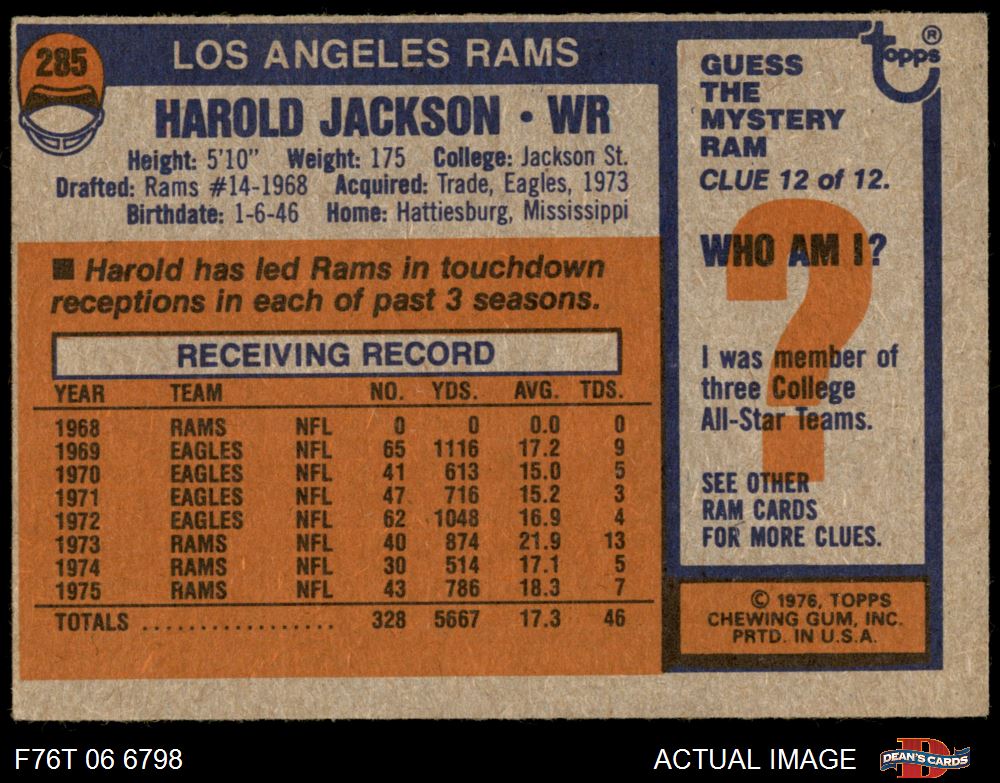 285
LOS ANGELES RAMS
HAROLD JACKSON • WR
Height: 5'10" Weight: 175 College: Jackson St.
Drafted: Rams #14-1968 Acquired: Trade, Eagles, 1973
Birthdate: 1-6-46 Home: Hattiesburg, Mississippi
■ Harold has led Rams in touchdown
receptions in each of past 3 seasons.
RECEIVING RECORD
YEAR TEAM NO. YDS. AVG. TDS.
1968 RAMS NFL 0 0 0.0 0
1969 EAGLES NFL 65 1116 17.2 9
1970 EAGLES NFL 41 613 15.0 5
1971 EAGLES NFL 47 716 15.2 3
1972 EAGLES NFL 62 1048 16.9 4
1973 RAMS NFL 40 874 21.9 13
1974 RAMS NFL 30 514 17.1 5
1975 RAMS NFL 43 786 18.3 7
TOTALS ................. 328 5667 17.3 46
topps ®
GUESS
THE
MYSTERY
RAM
CLUE 12 of 12.
?
WHO AM I?
I was member of
three College
All-Star Teams.
SEE OTHER
RAM CARDS
FOR MORE CLUES.
© 1976, TOPPS
CHEWING GUM, INC.
PRTD. IN U.S.A.
F76T 06 6798
ACTUAL IMAGE
D
DEAN'S CARDS